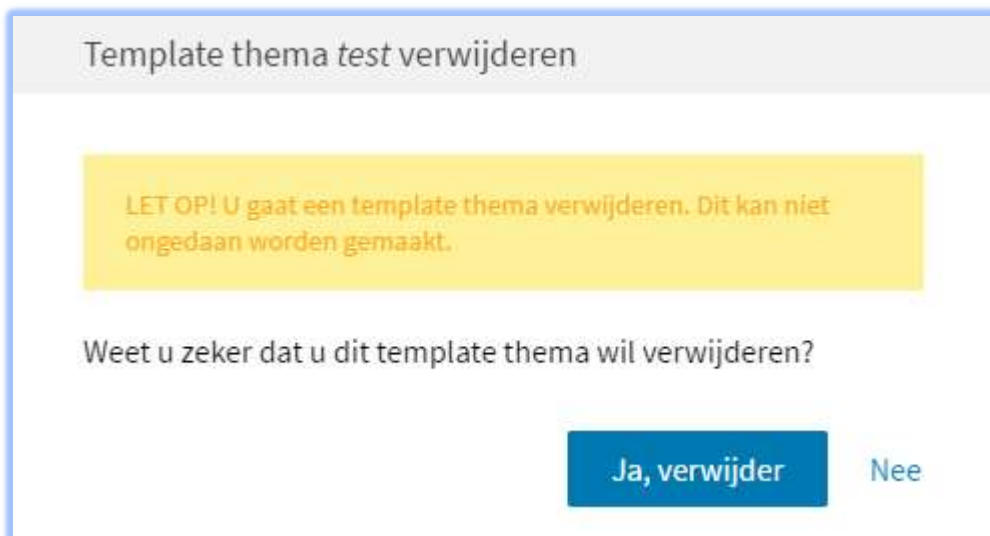 Template thema test verwijderen
LET OP! U gaat een template thema verwijderen. Dit kan niet
ongedaan worden gemaakt.
Weet u zeker dat u dit template thema wil verwijderen?
Ja, verwijder Nee